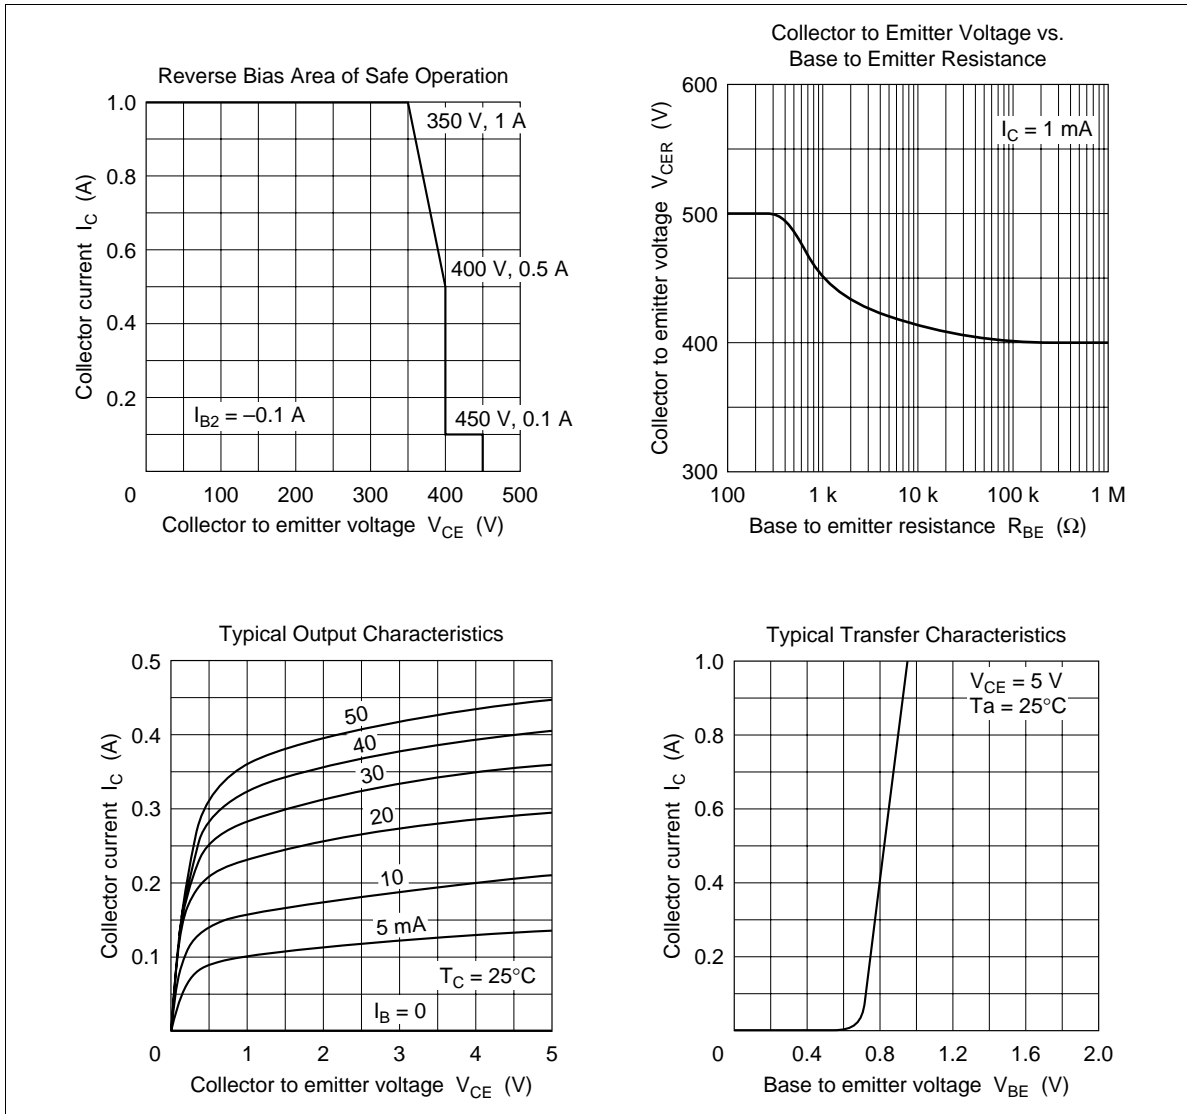 Reverse Bias Area of Safe Operation
1.0
0.8
0.6
0.4
0.2
0
100
200
300
400
500
350 V, 1 A
400 V, 0.5 A
450 V, 0.1 A
I_B2 = –0.1 A
Collector current I_C (A)
Collector to emitter voltage V_CE (V)
Collector to Emitter Voltage vs.
Base to Emitter Resistance
600
500
400
300
100
1 k
10 k
100 k
1 M
I_C = 1 mA
Collector to emitter voltage V_CER (V)
Base to emitter resistance R_BE (Ω)
Typical Output Characteristics
0.5
0.4
0.3
0.2
0.1
0
1
2
3
4
5
50
40
30
20
10
5 mA
T_C = 25°C
I_B = 0
Collector current I_C (A)
Collector to emitter voltage V_CE (V)
Typical Transfer Characteristics
1.0
0.8
0.6
0.4
0.2
0
0.4
0.8
1.2
1.6
2.0
V_CE = 5 V
Ta = 25°C
Collector current I_C (A)
Base to emitter voltage V_BE (V)